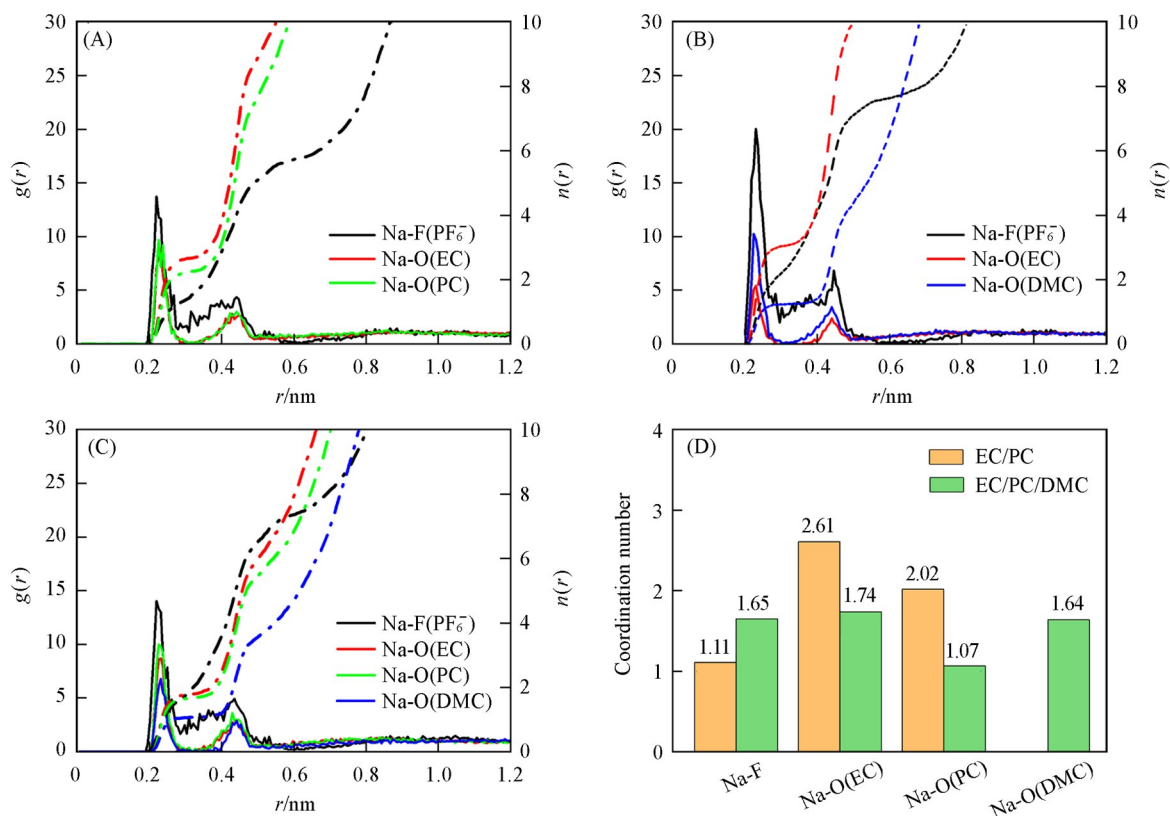 (A)
30
25
20
15
10
5
0
g(r)
10
8
6
4
2
0
n(r)
Na-F(PF₆⁻)
Na-O(EC)
Na-O(PC)
0 0.2 0.4 0.6 0.8 1.0 1.2
r/nm
(B)
30
25
20
15
10
5
0
g(r)
10
8
6
4
2
0
n(r)
Na-F(PF₆⁻)
Na-O(EC)
Na-O(DMC)
0 0.2 0.4 0.6 0.8 1.0 1.2
r/nm
(C)
30
25
20
15
10
5
0
g(r)
10
8
6
4
2
0
n(r)
Na-F(PF₆⁻)
Na-O(EC)
Na-O(PC)
Na-O(DMC)
0 0.2 0.4 0.6 0.8 1.0 1.2
r/nm
(D)
4
3
2
1
0
Coordination number
EC/PC
EC/PC/DMC
1.11
1.65
2.61
1.74
2.02
1.07
1.64
Na-F
Na-O(EC)
Na-O(PC)
Na-O(DMC)